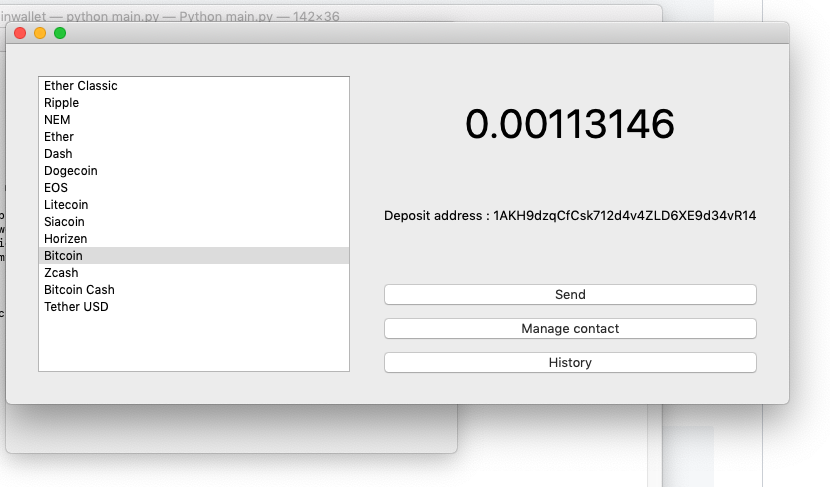 inwallet — python main.py — Python main.py — 142×36
Ether Classic
Ripple
NEM
Ether
Dash
Dogecoin
EOS
Litecoin
Siacoin
Horizen
Bitcoin
Zcash
Bitcoin Cash
Tether USD
0.00113146
Deposit address : 1AKH9dzqCfCsk712d4v4ZLD6XE9d34vR14
Send
Manage contact
History